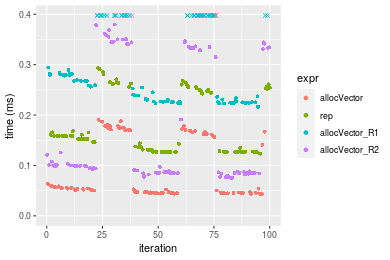 0.4
0.3
0.2
0.1
0.0
time (ms)
0
25
50
75
100
iteration
expr
allocVector
rep
allocVector_R1
allocVector_R2